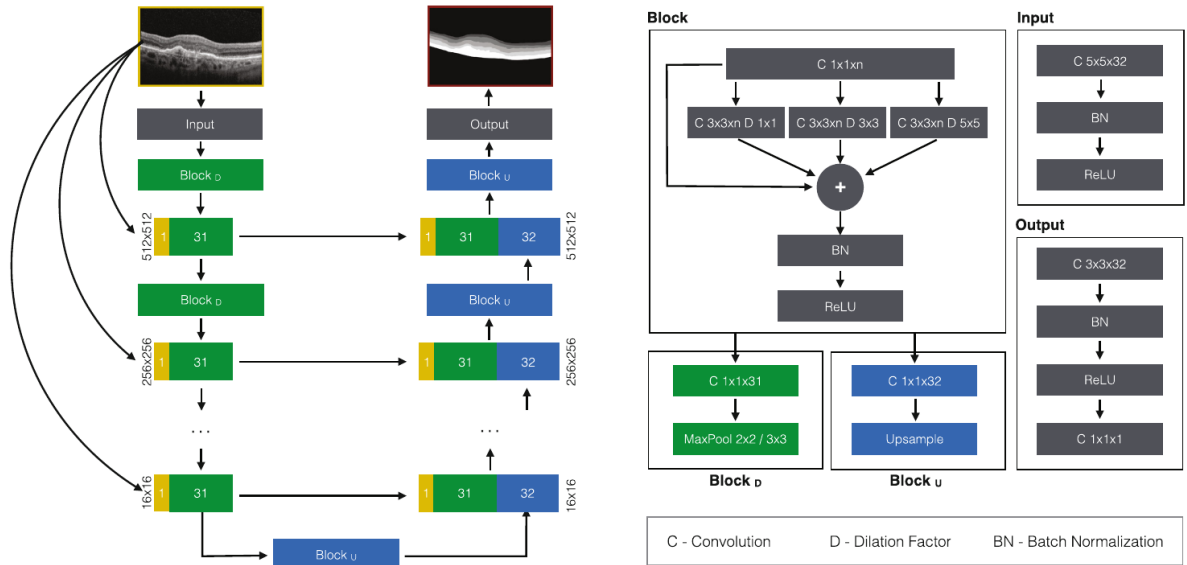 Input
Block D
512x512
1
31
Block D
256x256
1
31
...
16x16
1
31
Block U
Output
Block U
1
31
32
512x512
Block U
1
31
32
256x256
...
1
31
32
16x16
Block
C 1x1xn
C 3x3xn D 1x1
C 3x3xn D 3x3
C 3x3xn D 5x5
+
BN
ReLU
C 1x1x31
MaxPool 2x2 / 3x3
Block D
C 1x1x32
Upsample
Block U
Input
C 5x5x32
BN
ReLU
Output
C 3x3x32
BN
ReLU
C 1x1x1
C - Convolution
D - Dilation Factor
BN - Batch Normalization